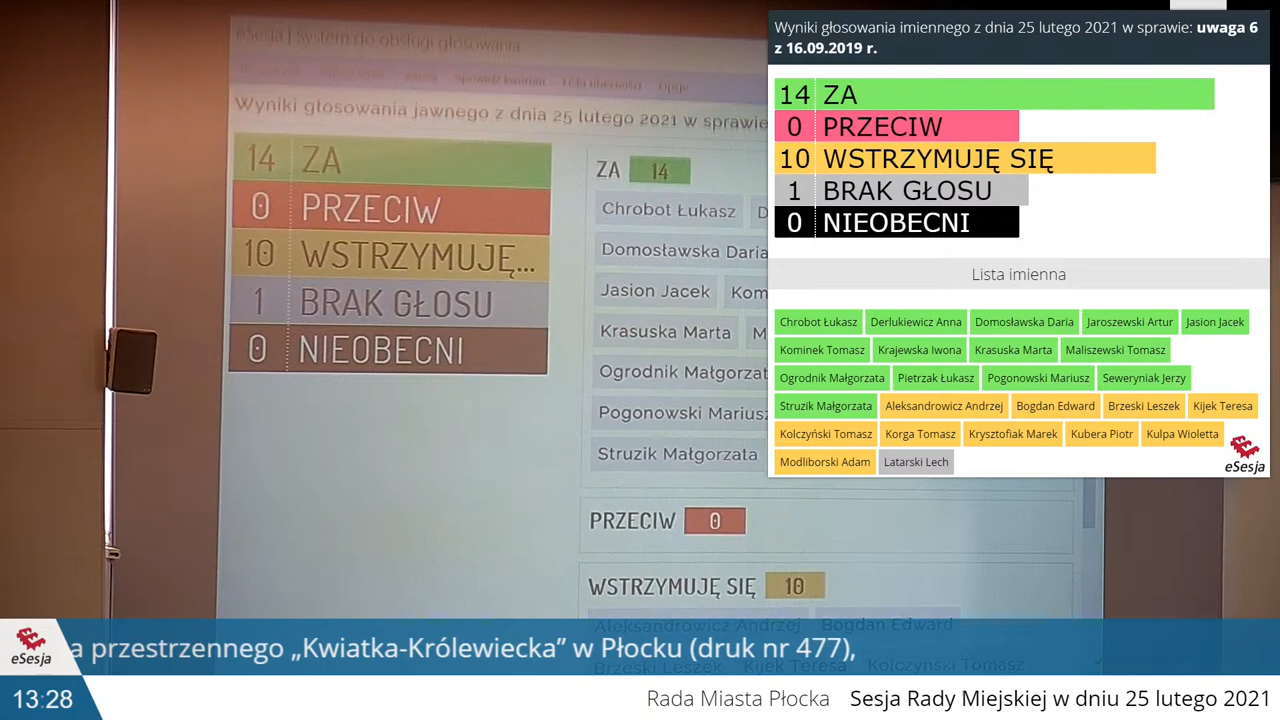 eSesja | System do obsługi głosowania
Sprawdź kworum Lista obecności Opcje
Wyniki głosowania jawnego z dnia 25 lutego 2021 w sprawie
14 ZA
0 PRZECIW
10 WSTRZYMUJĘ...
1 BRAK GŁOSU
0 NIEOBECNI
ZA 14
Chrobot Łukasz D
Domosławska Daria
Jasion Jacek Kom
Krasuska Marta M
Ogrodnik Małgorzat
Pogonowski Mariusz
Struzik Małgorzata
PRZECIW 0
WSTRZYMUJĘ SIĘ 10
Aleksandrowicz Andrzej Bogdan Edward
Brzeski Leszek Kijek Teresa Kolczyński Tomasz
Wyniki głosowania imiennego z dnia 25 lutego 2021 w sprawie: uwaga 6
z 16.09.2019 r.
14 ZA
0 PRZECIW
10 WSTRZYMUJĘ SIĘ
1 BRAK GŁOSU
0 NIEOBECNI
Lista imienna
Chrobot Łukasz Derlukiewicz Anna Domosławska Daria Jaroszewski Artur Jasion Jacek
Kominek Tomasz Krajewska Iwona Krasuska Marta Maliszewski Tomasz
Ogrodnik Małgorzata Pietrzak Łukasz Pogonowski Mariusz Seweryniak Jerzy
Struzik Małgorzata Aleksandrowicz Andrzej Bogdan Edward Brzeski Leszek Kijek Teresa
Kolczyński Tomasz Korga Tomasz Krysztofiak Marek Kubera Piotr Kulpa Wioletta
Modliborski Adam Latarski Lech
eSesja
eSesja
a przestrzennego „Kwiatka-Królewiecka” w Płocku (druk nr 477),
13:28
Rada Miasta Płocka Sesja Rady Miejskiej w dniu 25 lutego 2021